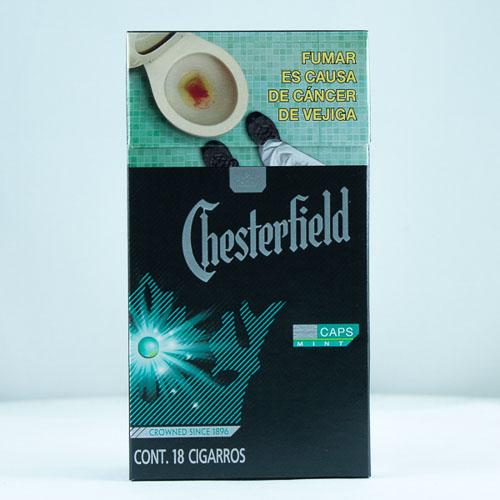 FUMAR
ES CAUSA
DE CÁNCER
DE VEJIGA
Chesterfield
CAPS
MINT
CROWNED SINCE 1896
CONT. 18 CIGARROS